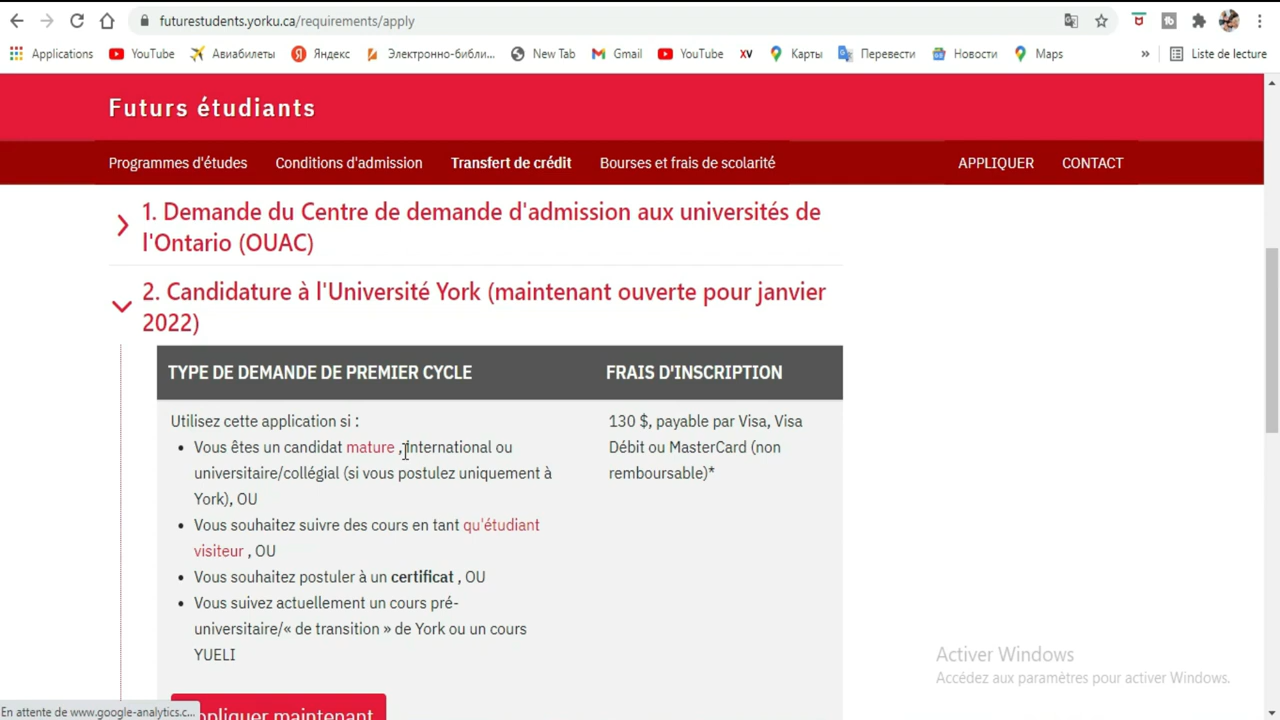 futurestudents.yorku.ca/requirements/apply
Applications YouTube Авиабилеты Яндекс Электронно-библи... New Tab Gmail YouTube XV Карты Перевести Новости Maps » Liste de lecture
Futurs étudiants
Programmes d'études Conditions d'admission Transfert de crédit Bourses et frais de scolarité APPLIQUER CONTACT
1. Demande du Centre de demande d'admission aux universités de
l'Ontario (OUAC)
2. Candidature à l'Université York (maintenant ouverte pour janvier
2022)
TYPE DE DEMANDE DE PREMIER CYCLE FRAIS D'INSCRIPTION
Utilisez cette application si : 130 $, payable par Visa, Visa
• Vous êtes un candidat mature , international ou Débit ou MasterCard (non
universitaire/collégial (si vous postulez uniquement à remboursable)*
York), OU
• Vous souhaitez suivre des cours en tant qu'étudiant
visiteur , OU
• Vous souhaitez postuler à un certificat , OU
• Vous suivez actuellement un cours pré-
universitaire/« de transition » de York ou un cours
YUELI
Activer Windows
Accédez aux paramètres pour activer Windows.
En attente de www.google-analytics.c...
ppliquer maintenant